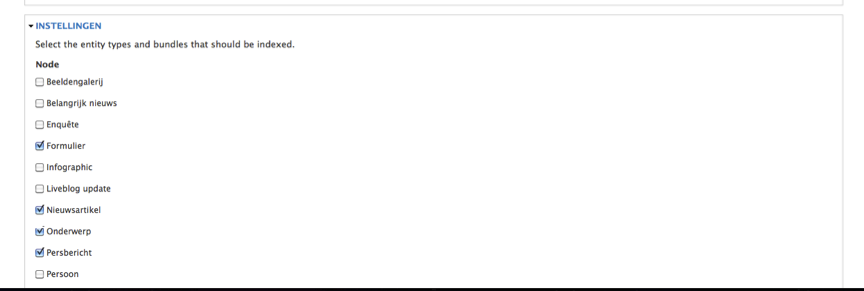 INSTELLINGEN
Select the entity types and bundles that should be indexed.
Node
Beeldengalerij
Belangrijk nieuws
Enquête
Formulier
Infographic
Liveblog update
Nieuwsartikel
Onderwerp
Persbericht
Persoon